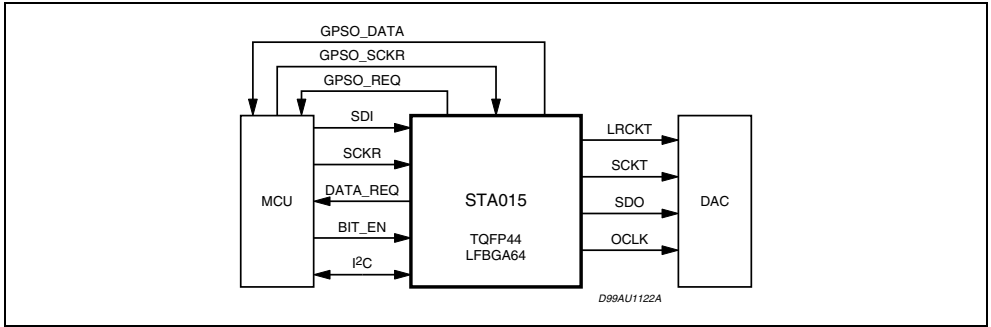 GPSO_DATA
GPSO_SCKR
GPSO_REQ
SDI
SCKR
DATA_REQ
BIT_EN
I²C
MCU
STA015
TQFP44
LFBGA64
LRCKT
SCKT
SDO
OCLK
DAC
D99AU1122A